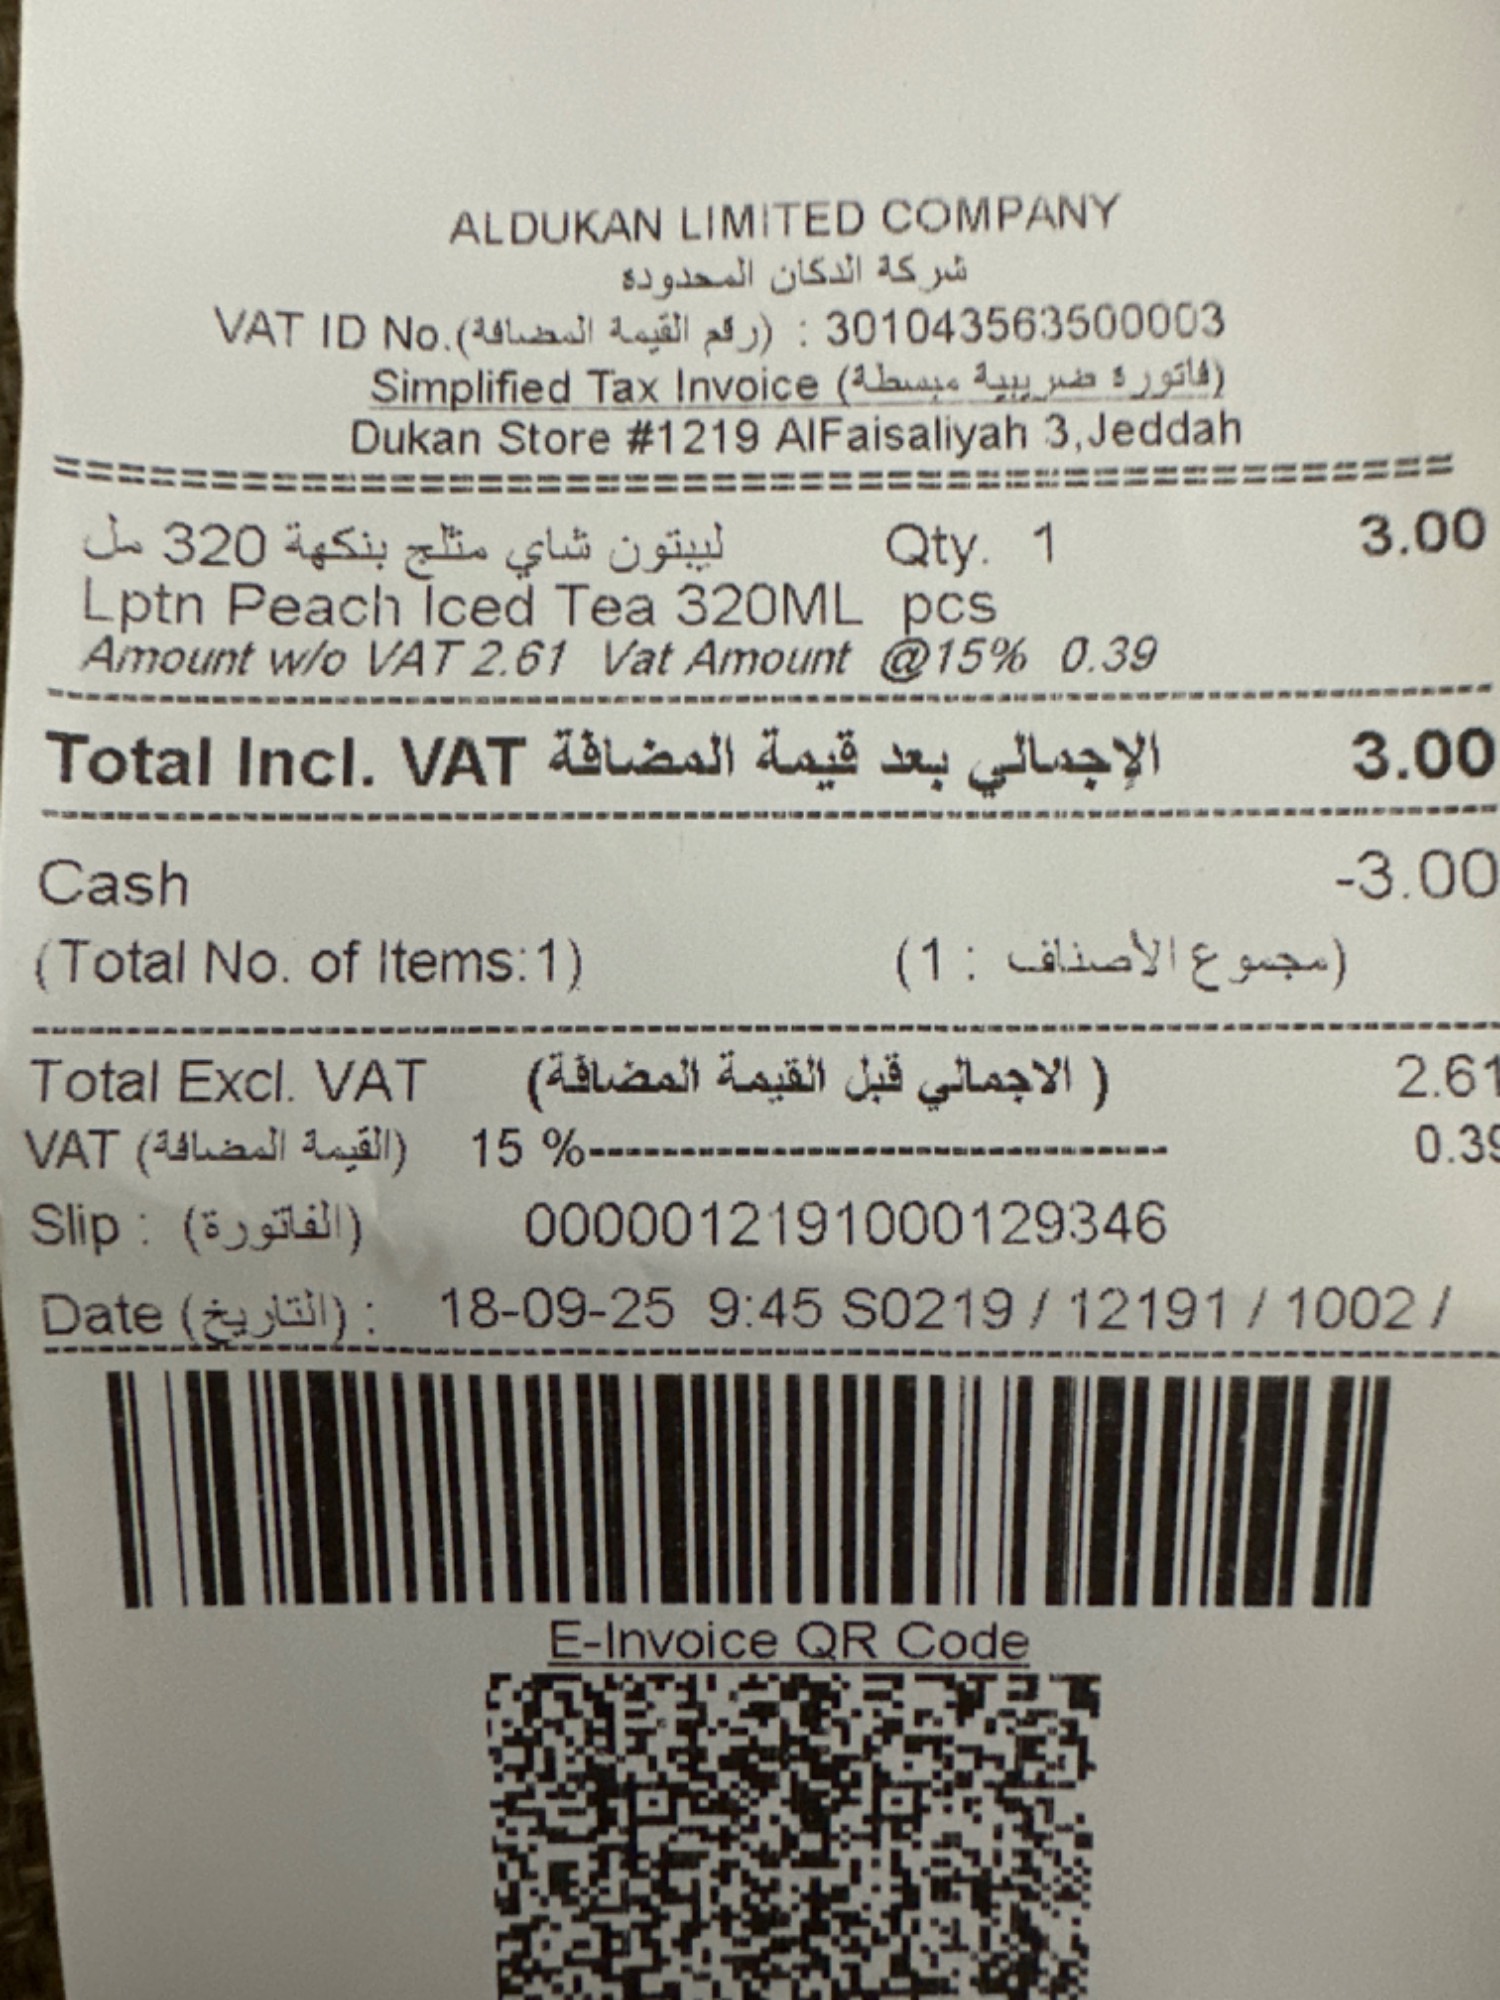 ALDUKAN LIMITED COMPANY
شركة الدكان المحدوده
VAT ID No.(رقم القيمة المضافة) : 301043563500003
Simplified Tax Invoice (فاتورة ضريبية مبسطة)
Dukan Store #1219 AlFaisaliyah 3,Jeddah
ليبتون شاي مثلج بنكهة 320 مل Qty. 1 3.00
Lptn Peach Iced Tea 320ML pcs
Amount w/o VAT 2.61 Vat Amount @15% 0.39
Total Incl. VAT الإجمالي بعد قيمة المضافة 3.00
Cash -3.00
(Total No. of Items:1) (مجموع الأصناف : 1)
Total Excl. VAT (الاجمالي قبل القيمة المضافة) 2.61
VAT (القيمة المضافة) 15 %-------------------------------- 0.39
Slip : (الفاتورة) 0000012191000129346
Date (التاريخ) : 18-09-25 9:45 S0219 / 12191 / 1002 /
E-Invoice QR Code